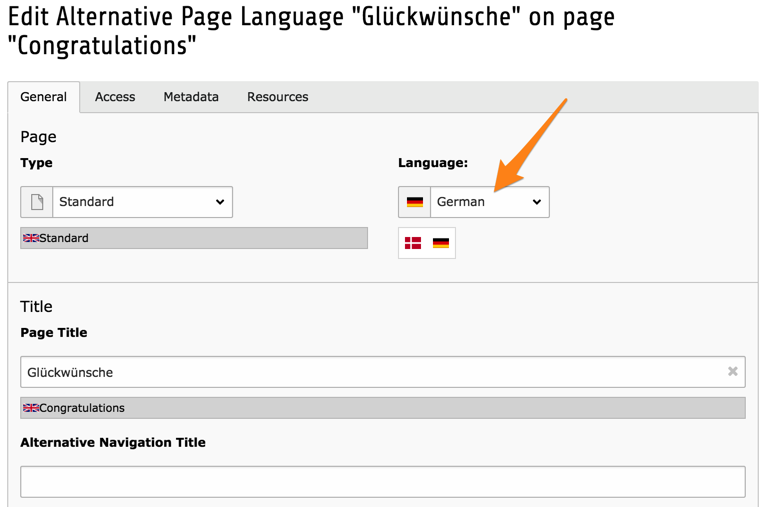 Edit Alternative Page Language "Glückwünsche" on page
"Congratulations"
General Access Metadata Resources
Page
Type Language:
Standard German
Standard
Title
Page Title
Glückwünsche
Congratulations
Alternative Navigation Title